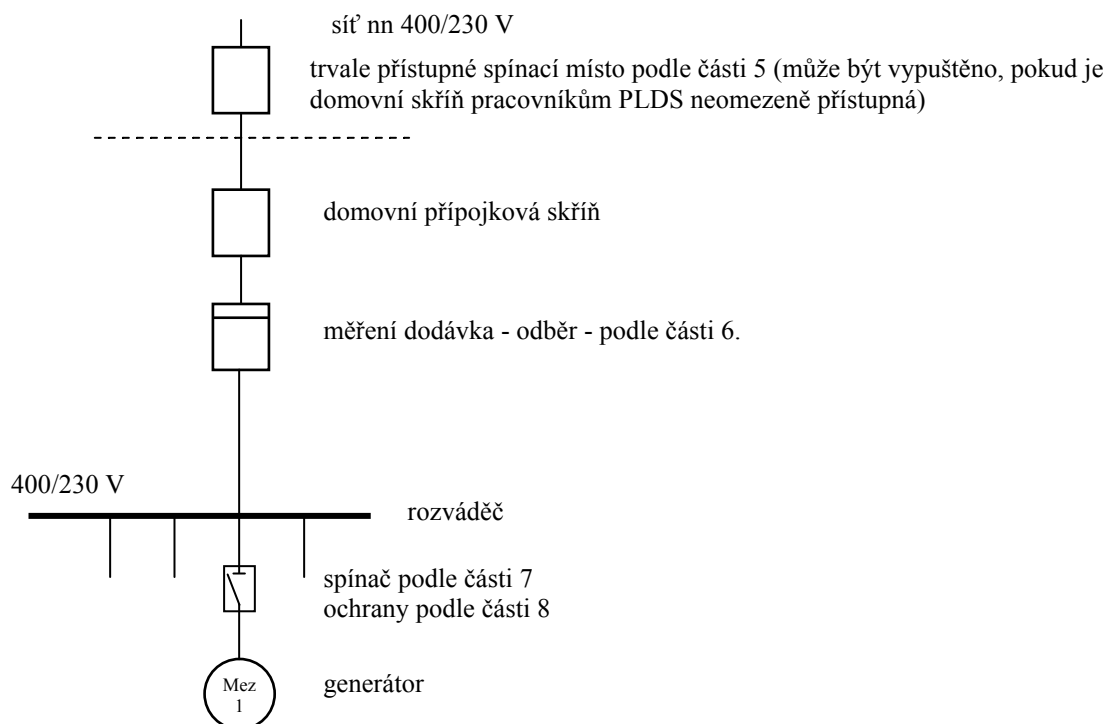 síť nn 400/230 V
trvale přístupné spínací místo podle části 5 (může být vypuštěno, pokud je
domovní skříň pracovníkům PLDS neomezeně přístupná)
domovní přípojková skříň
měření dodávka - odběr - podle části 6.
400/230 V
rozváděč
spínač podle části 7
ochrany podle části 8
Mez
1
generátor